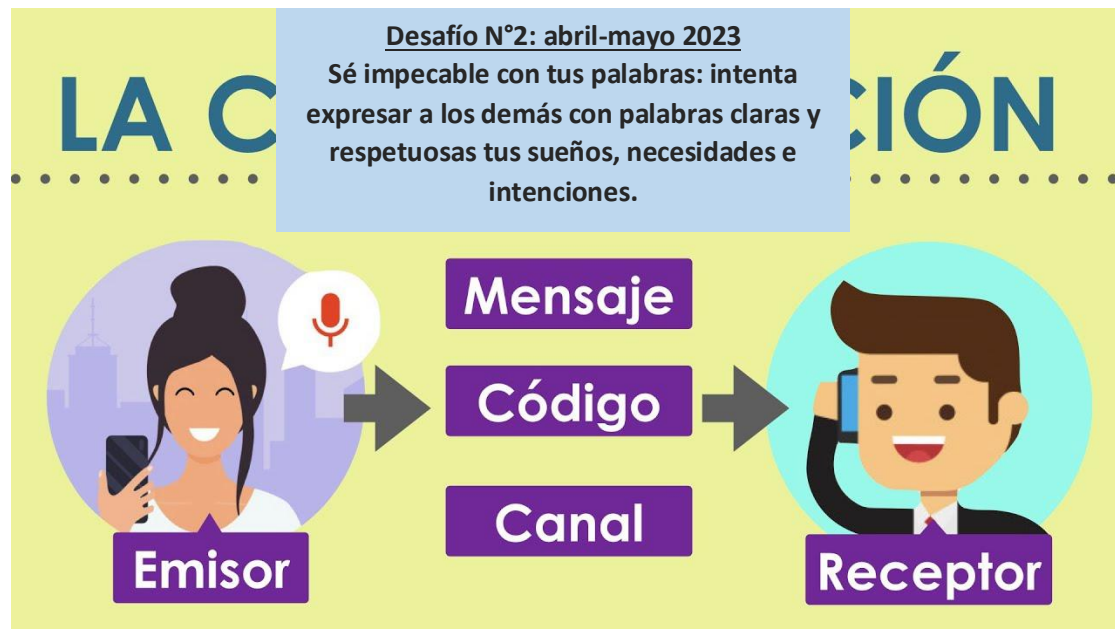 Desafío N°2: abril-mayo 2023
Sé impecable con tus palabras: intenta
expresar a los demás con palabras claras y
respetuosas tus sueños, necesidades e
intenciones.
LA C CIÓN
Mensaje
Código
Canal
Emisor
Receptor